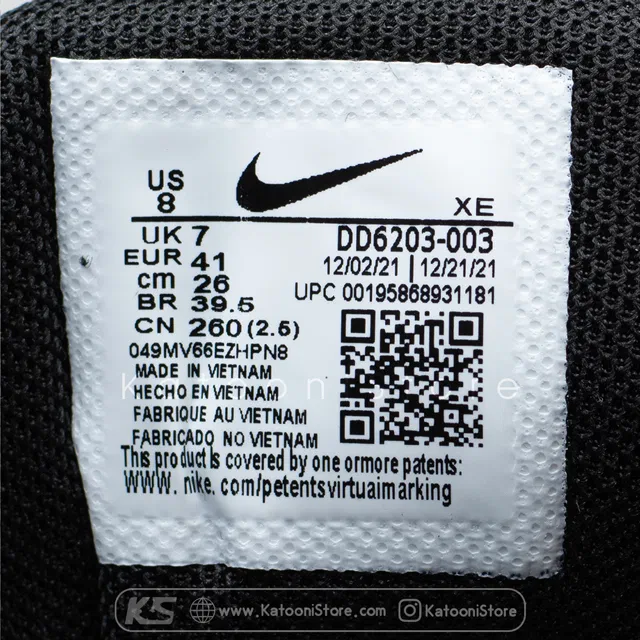 US
8
XE
UK 7
DD6203-003
EUR 41
12/02/21 | 12/21/21
cm 26
UPC 00195868931181
BR 39.5
CN 260 (2.5)
049MV66EZHPN8
MADE IN VIETNAM
HECHO EN VIETNAM
FABRIQUE AU VIETNAM
FABRICADO NO VIETNAM
This product is covered by one ormore patents:
WWW. nike. com/petentsvirtuaimarking
Katooni Store
KS www.KatooniStore.com KatooniStore